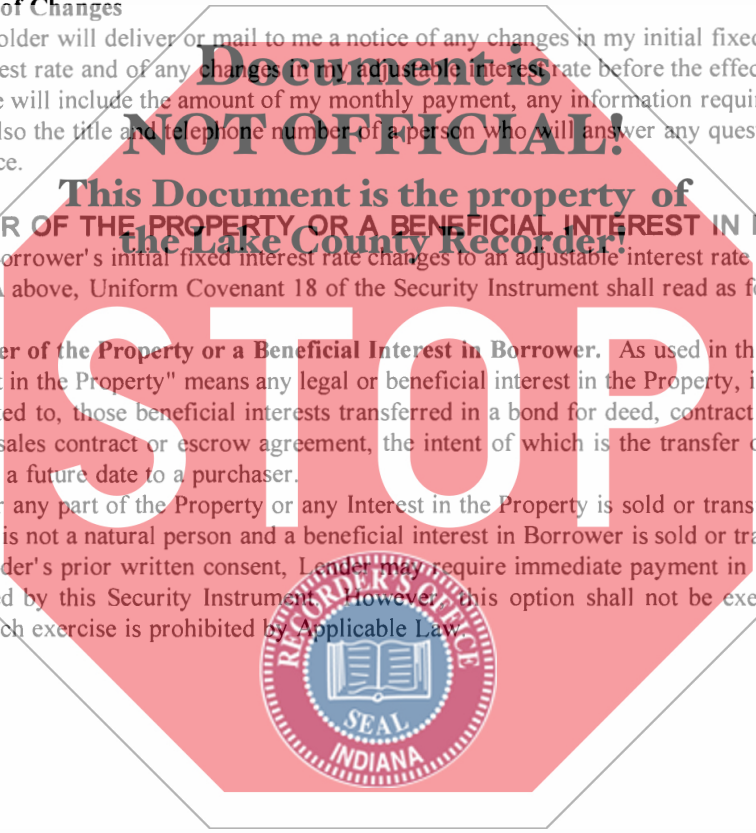 of Changes
older will deliver or mail to me a notice of any changes in my initial fixed
est rate and of any changes in my adjustable interest rate before the effec
e will include the amount of my monthly payment, any information requir
lso the title and telephone number of a person who will answer any ques
ce.
Document is
NOT OFFICIAL!
This Document is the property of
the Lake County Recorder!
R OF THE PROPERTY OR A BENEFICIAL INTEREST IN
orrower's initial fixed interest rate changes to an adjustable interest rate
above, Uniform Covenant 18 of the Security Instrument shall read as fo
er of the Property or a Beneficial Interest in Borrower. As used in th
t in the Property" means any legal or beneficial interest in the Property, i
ted to, those beneficial interests transferred in a bond for deed, contract
sales contract or escrow agreement, the intent of which is the transfer o
a future date to a purchaser.
r any part of the Property or any Interest in the Property is sold or trans
is not a natural person and a beneficial interest in Borrower is sold or tra
der's prior written consent, Lender may require immediate payment in
ed by this Security Instrument. However, this option shall not be exe
ch exercise is prohibited by Applicable Law.
STOP
RECORDER'S OFFICE
SEAL
INDIANA